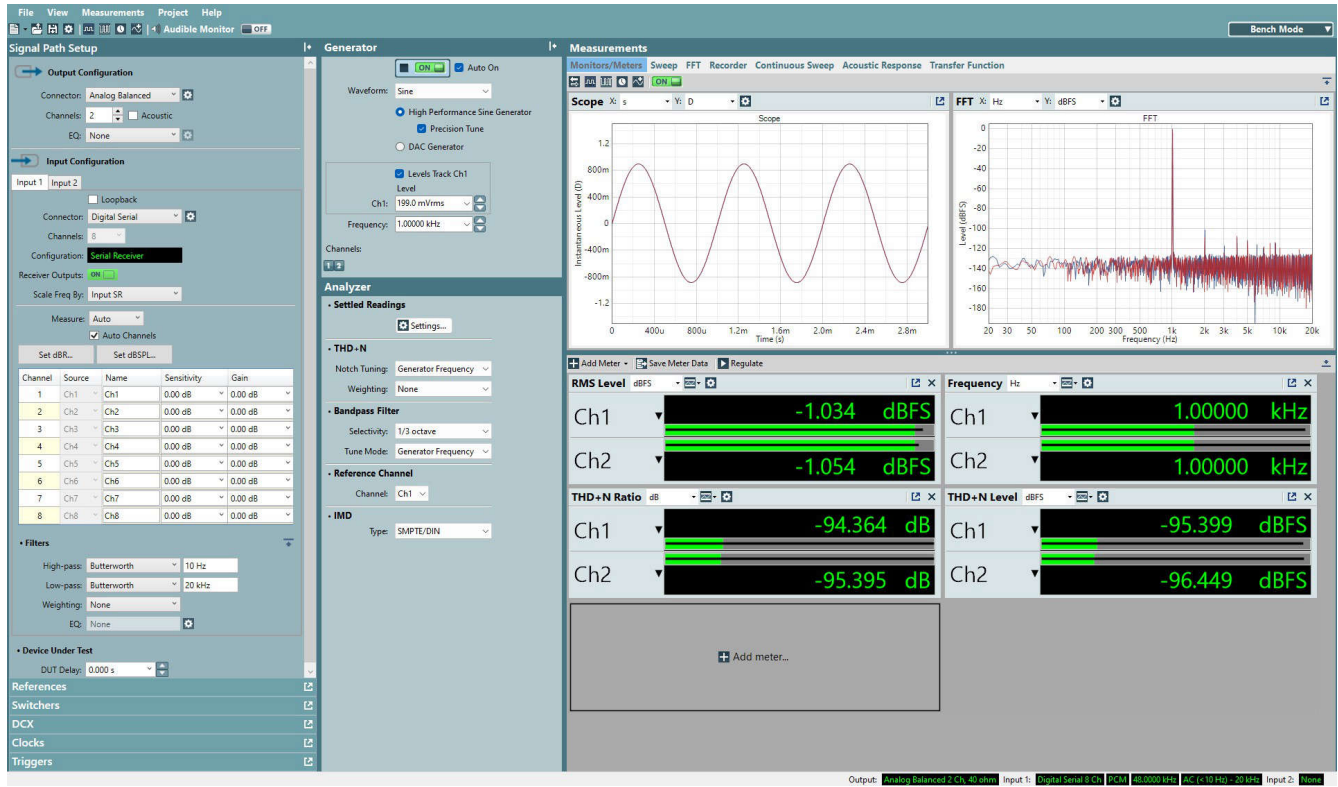 File View Measurements Project Help
Audible Monitor OFF
Bench Mode
Signal Path Setup
Output Configuration
Connector: Analog Balanced
Channels: 2 Acoustic
EQ: None
Input Configuration
Input 1 Input 2
Loopback
Connector: Digital Serial
Channels: 8
Configuration: Serial Receiver
Receiver Outputs: ON
Scale Freq By: Input SR
Measure: Auto
Auto Channels
Set dBR... Set dBSPL...
Channel Source Name Sensitivity Gain
1 Ch1 Ch1 0.00 dB 0.00 dB
2 Ch2 Ch2 0.00 dB 0.00 dB
3 Ch3 Ch3 0.00 dB 0.00 dB
4 Ch4 Ch4 0.00 dB 0.00 dB
5 Ch5 Ch5 0.00 dB 0.00 dB
6 Ch6 Ch6 0.00 dB 0.00 dB
7 Ch7 Ch7 0.00 dB 0.00 dB
8 Ch8 Ch8 0.00 dB 0.00 dB
• Filters
High-pass: Butterworth 10 Hz
Low-pass: Butterworth 20 kHz
Weighting: None
EQ: None
• Device Under Test
DUT Delay: 0.000 s
References
Switchers
DCX
Clocks
Triggers
Generator
ON Auto On
Waveform: Sine
High Performance Sine Generator
Precision Tune
DAC Generator
Levels Track Ch1
Level
Ch1: 199.0 mVrms
Frequency: 1.00000 kHz
Channels:
1 2
Analyzer
• Settled Readings
Settings...
• THD+N
Notch Tuning: Generator Frequency
Weighting: None
• Bandpass Filter
Selectivity: 1/3 octave
Tune Mode: Generator Frequency
• Reference Channel
Channel: Ch1
• IMD
Type: SMPTE/DIN
Measurements
Monitors/Meters Sweep FFT Recorder Continuous Sweep Acoustic Response Transfer Function
ON
Scope X: s Y: D
Scope
Instantaneous Level (D)
1.2
800m
400m
0
-400m
-800m
-1.2
0 400u 800u 1.2m 1.6m 2.0m 2.4m 2.8m
Time (s)
FFT X: Hz Y: dBFS
FFT
Level (dBFS)
0
-20
-40
-60
-80
-100
-120
-140
-160
-180
20 30 50 100 200 300 500 1k 2k 3k 5k 10k 20k
Frequency (Hz)
Add Meter Save Meter Data Regulate
RMS Level dBFS
Ch1 -1.034 dBFS
Ch2 -1.054 dBFS
Frequency Hz
Ch1 1.00000 kHz
Ch2 1.00000 kHz
THD+N Ratio dB
Ch1 -94.364 dB
Ch2 -95.395 dB
THD+N Level dBFS
Ch1 -95.399 dBFS
Ch2 -96.449 dBFS
Add meter...
Output: Analog Balanced 2 Ch, 40 ohm Input 1: Digital Serial 8 Ch PCM 48.0000 kHz AC (<10 Hz) - 20 kHz Input 2: None